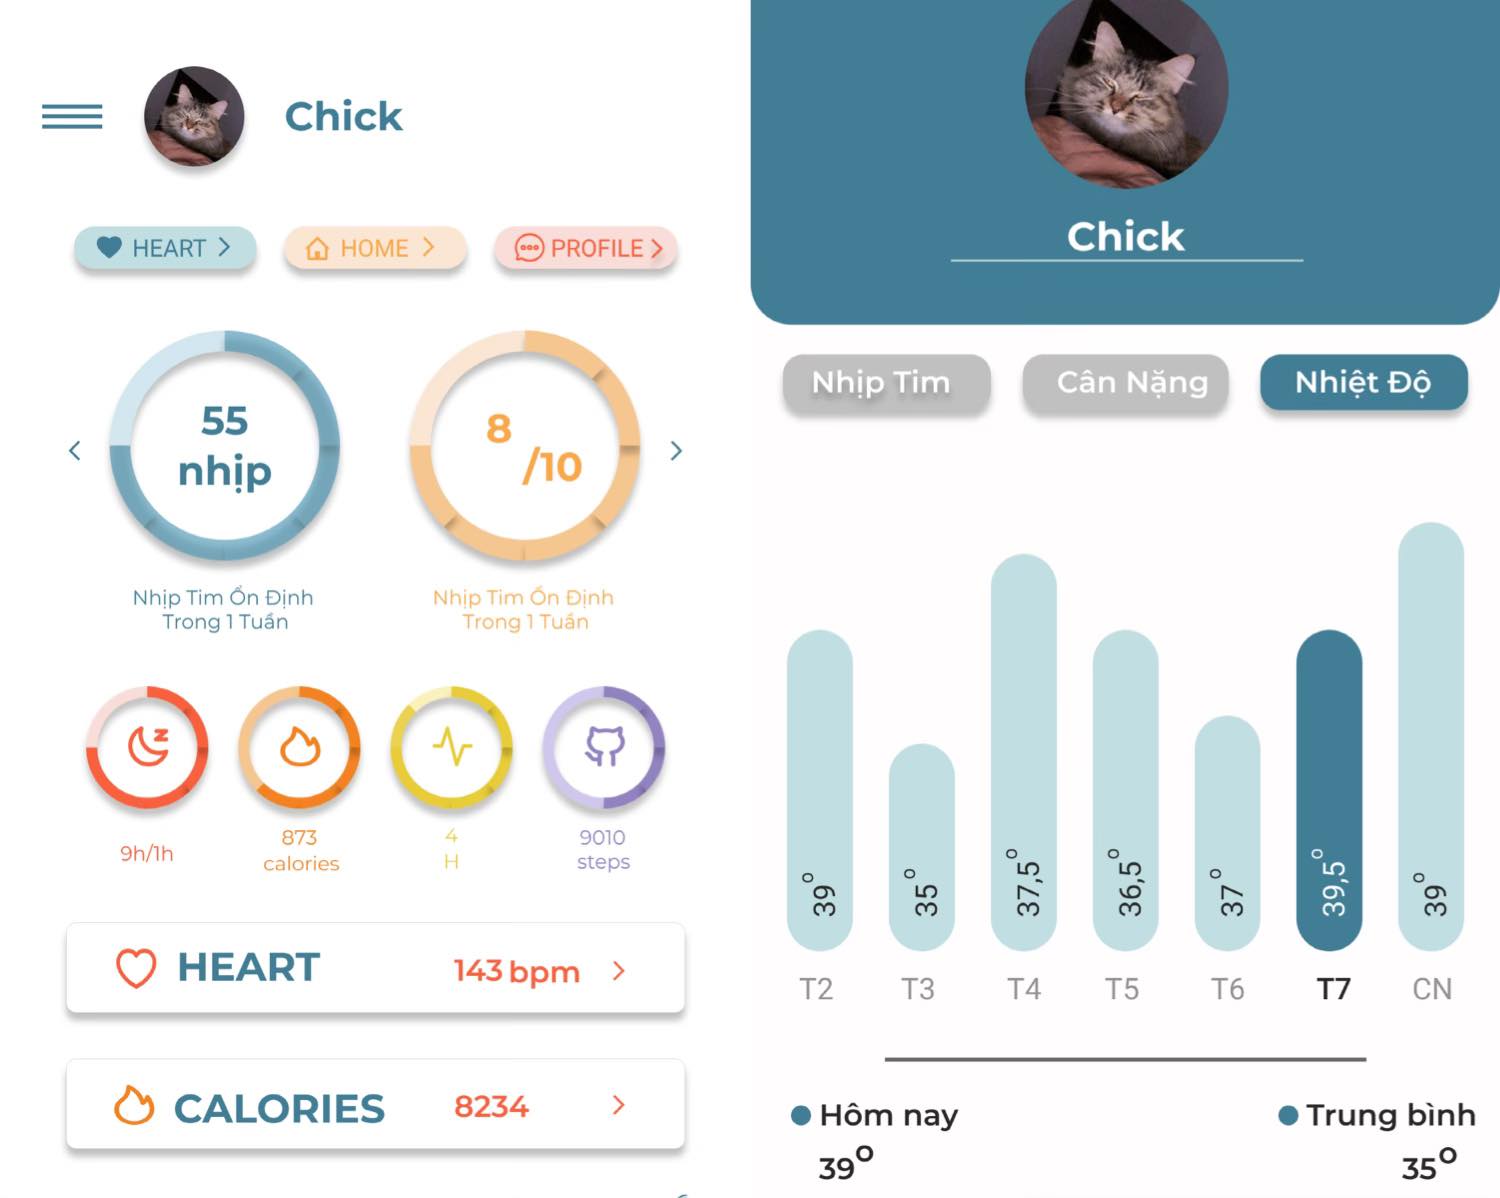 Chick
HEART
HOME
PROFILE
55
nhịp
8
/10
Nhịp Tim Ổn Định
Trong 1 Tuần
Nhịp Tim Ổn Định
Trong 1 Tuần
9h/1h
873
calories
4
H
9010
steps
HEART 143 bpm
CALORIES 8234
Chick
Nhịp Tim
Cân Nặng
Nhiệt Độ
39°
35°
37,5°
36,5°
37°
39,5°
39°
T2
T3
T4
T5
T6
T7
CN
Hôm nay
39°
Trung bình
35°